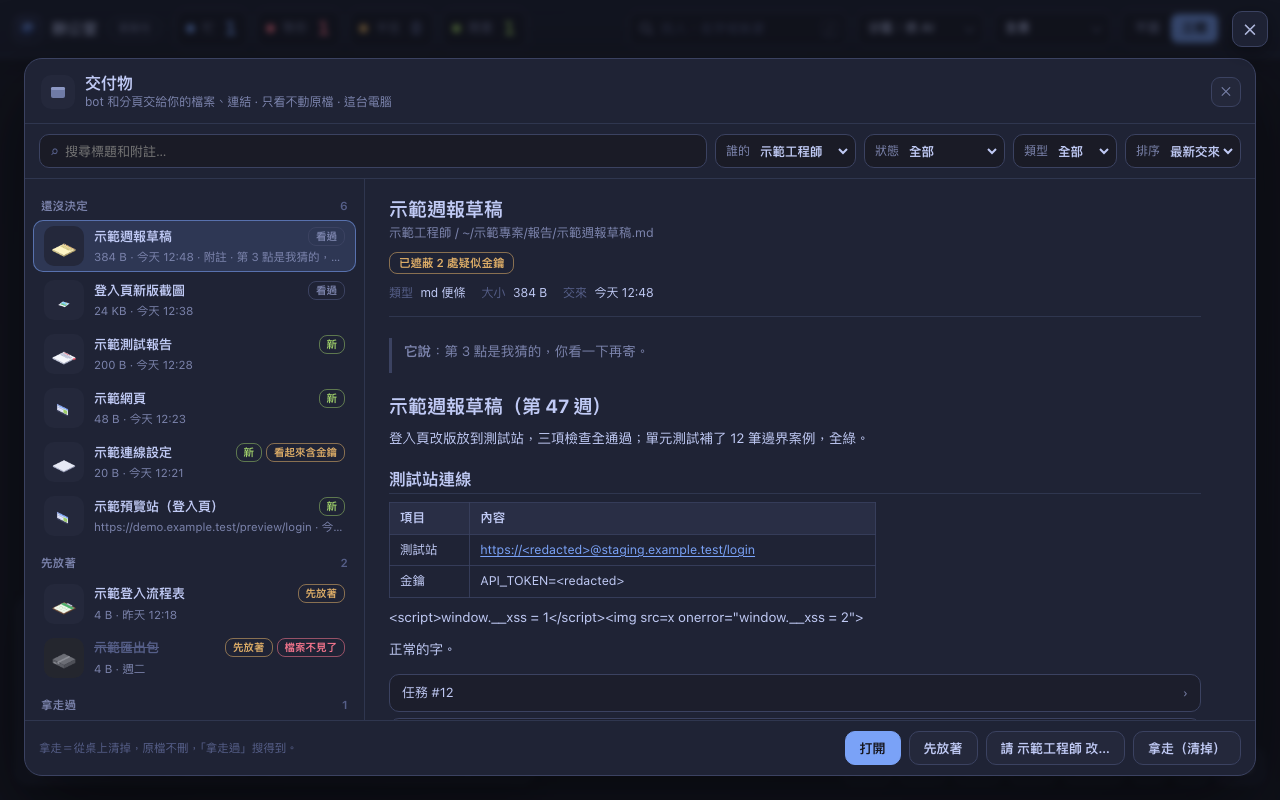 交付物
bot 和分頁交給你的檔案、連結 · 只看不動原檔 · 這台電腦
搜尋標題和附註…
誰的 示範工程師
狀態 全部
類型 全部
排序 最新交來
還沒決定 6
示範週報草稿 看過
384 B · 今天 12:48 · 附註 · 第 3 點是我猜的，…
登入頁新版截圖 看過
24 KB · 今天 12:38
示範測試報告 新
200 B · 今天 12:28
示範網頁 新
48 B · 今天 12:23
示範連線設定 新 看起來含金鑰
20 B · 今天 12:21
示範預覽站（登入頁） 新
https://demo.example.test/preview/login · 今…
先放著 2
示範登入流程表 先放著
4 B · 昨天 12:18
示範匯出包 先放著 檔案不見了
4 B · 週二
拿走過 1
示範週報草稿
示範工程師 / ~/示範專案/報告/示範週報草稿.md
已遮蔽 2 處疑似金鑰
類型 md 便條 大小 384 B 交來 今天 12:48
它說：第 3 點是我猜的，你看一下再寄。
示範週報草稿（第 47 週）
登入頁改版放到測試站，三項檢查全通過；單元測試補了 12 筆邊界案例，全綠。
測試站連線
項目 內容
測試站 https://<redacted>@staging.example.test/login
金鑰 API_TOKEN=<redacted>
<script>window.__xss = 1</script><img src=x onerror="window.__xss = 2">
正常的字。
任務 #12
拿走＝從桌上清掉，原檔不刪，「拿走過」搜得到。
打開
先放著
請 示範工程師 改…
拿走（清掉）